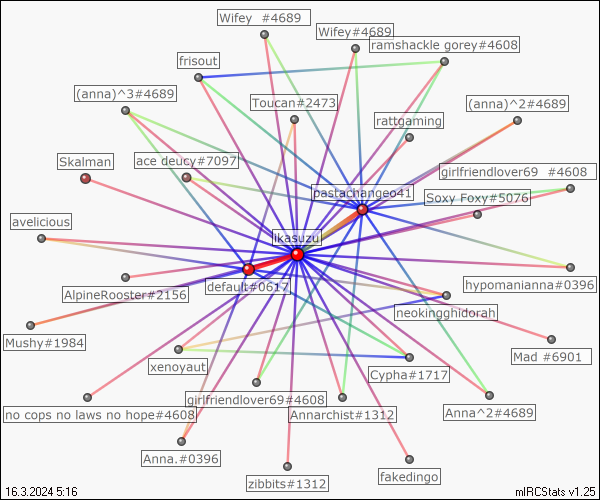 Wifey  #4689
Wifey#4689
ramshackle gorey#4608
frisout
(anna)^3#4689
Toucan#2473
(anna)^2#4689
rattgaming
Skalman
ace deucy#7097
girlfriendlover69  #4608
pastachangeo41
Soxy Foxy#5076
avelicious
ikasuzu
default#0617
hypomanianna#0396
AlpineRooster#2156
neokingghidorah
Mushy#1984
Mad #6901
xenoyaut
Cypha#1717
girlfriendlover69#4608
no cops no laws no hope#4608
Annarchist#1312
Anna^2#4689
Anna.#0396
fakedingo
zibbits#1312
16.3.2024 5:16
mIRCStats v1.25